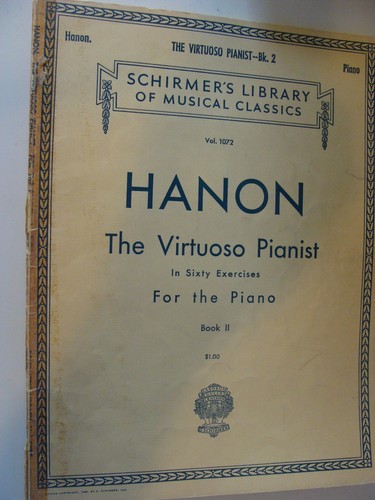 Hanon.
THE VIRTUOSO PIANIST—Bk. 2
Piano
SCHIRMER'S LIBRARY
OF MUSICAL CLASSICS
Vol. 1072
HANON
The Virtuoso Pianist
In Sixty Exercises
For the Piano
Book II
$1.00
HANON